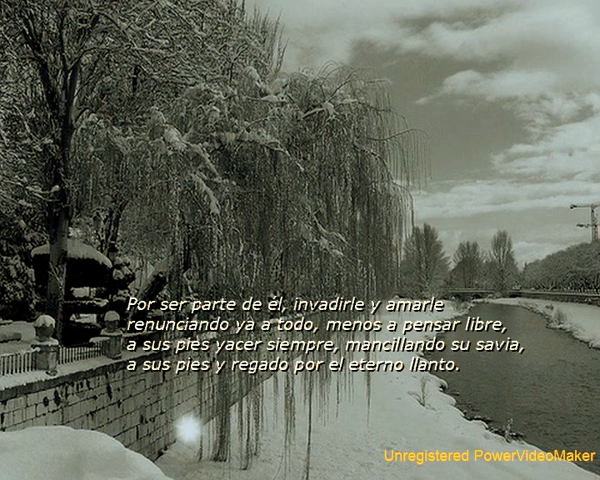 Por ser parte de él, invadirle y amarle
renunciando ya a todo, menos a pensar libre,
a sus pies yacer siempre, mancillando su savia,
a sus pies y regado por el eterno llanto.
Unregistered PowerVideoMaker